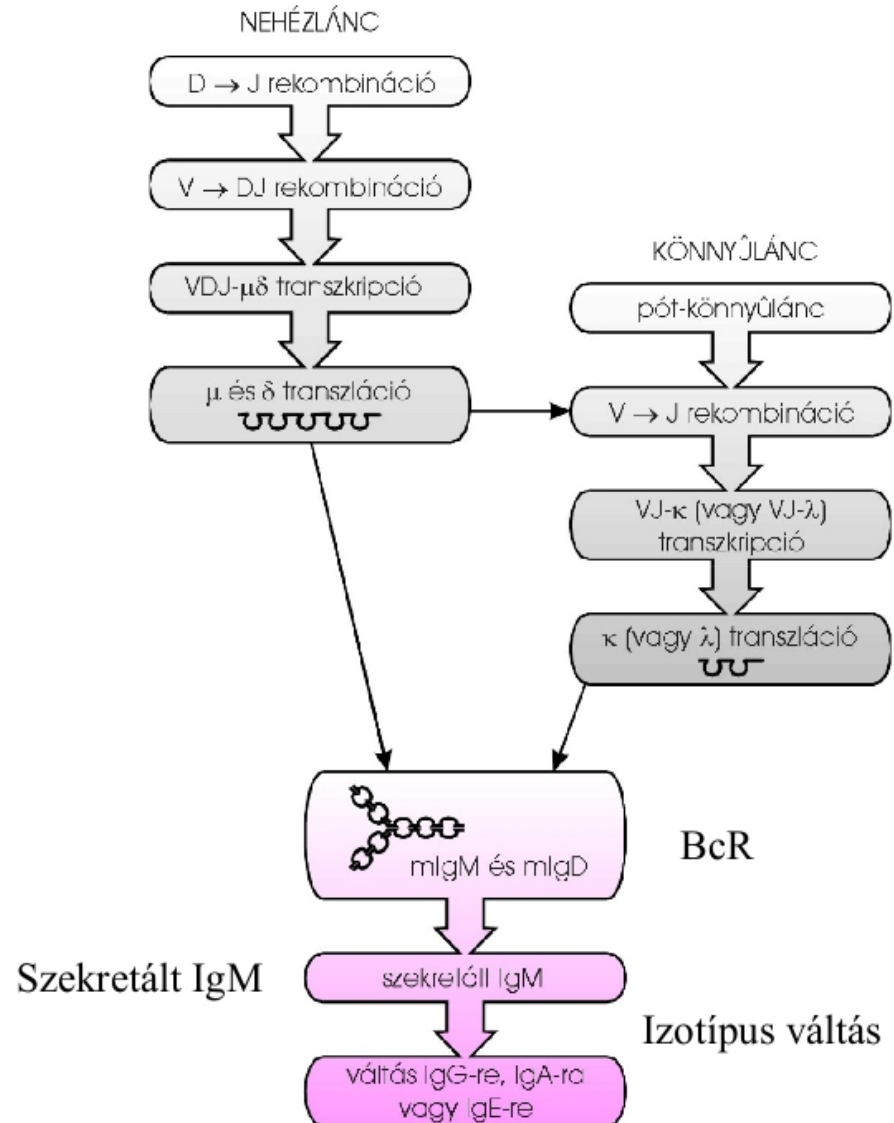 NEHÉZLÁNC
D → J rekombináció
V → DJ rekombináció
VDJ-μδ transzkripció
μ és δ transzláció
KÖNNYÛLÁNC
pót-könnyûlánc
V → J rekombináció
VJ-κ (vagy VJ-λ)
transzkripció
κ (vagy λ) transzláció
mIgM és mIgD
BcR
Szekretált IgM
szekretáll IgM
Izotípus váltás
váltás IgG-re, IgA-ra
vagy IgE-re